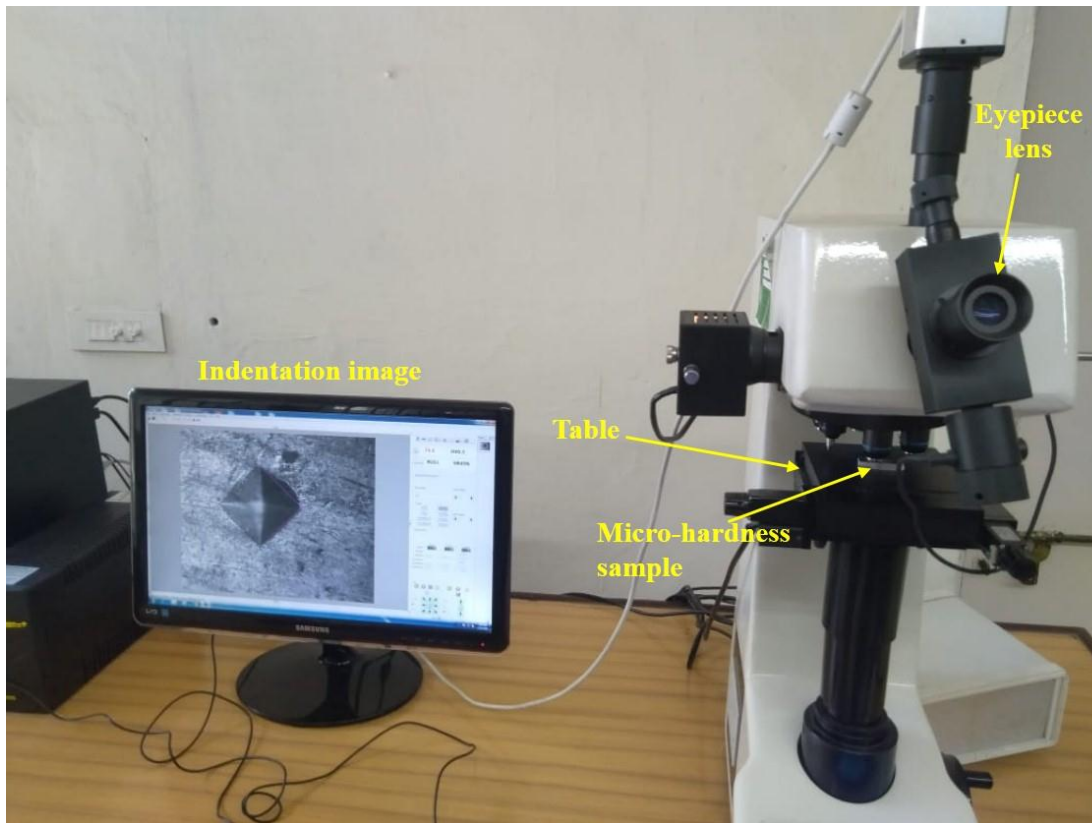 Eyepiece
lens
Indentation image
Table
Micro-hardness
sample
SAMSUNG